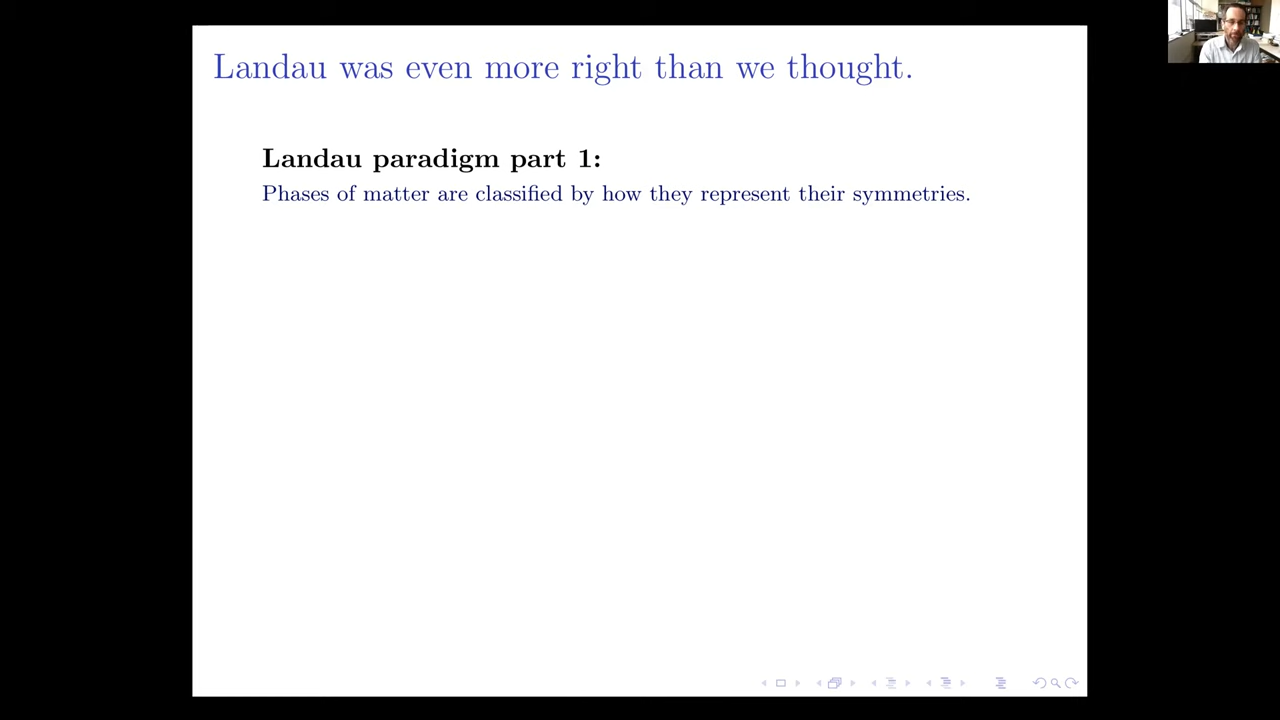 Landau was even more right than we thought.
Landau paradigm part 1:
Phases of matter are classified by how they represent their symmetries.